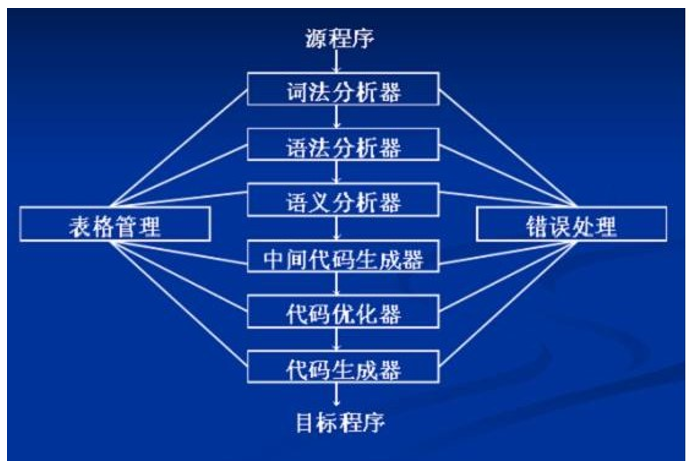 源程序
词法分析器
语法分析器
语义分析器
表格管理
错误处理
中间代码生成器
代码优化器
代码生成器
目标程序